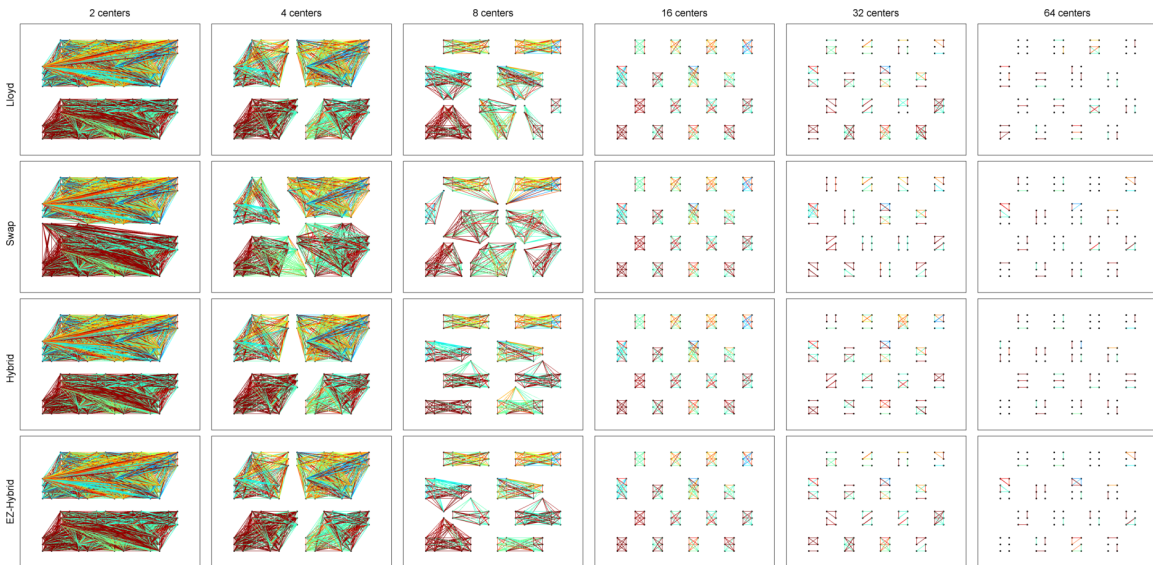 2 centers
4 centers
8 centers
16 centers
32 centers
64 centers
Lloyd
Swap
Hybrid
EZ-Hybrid